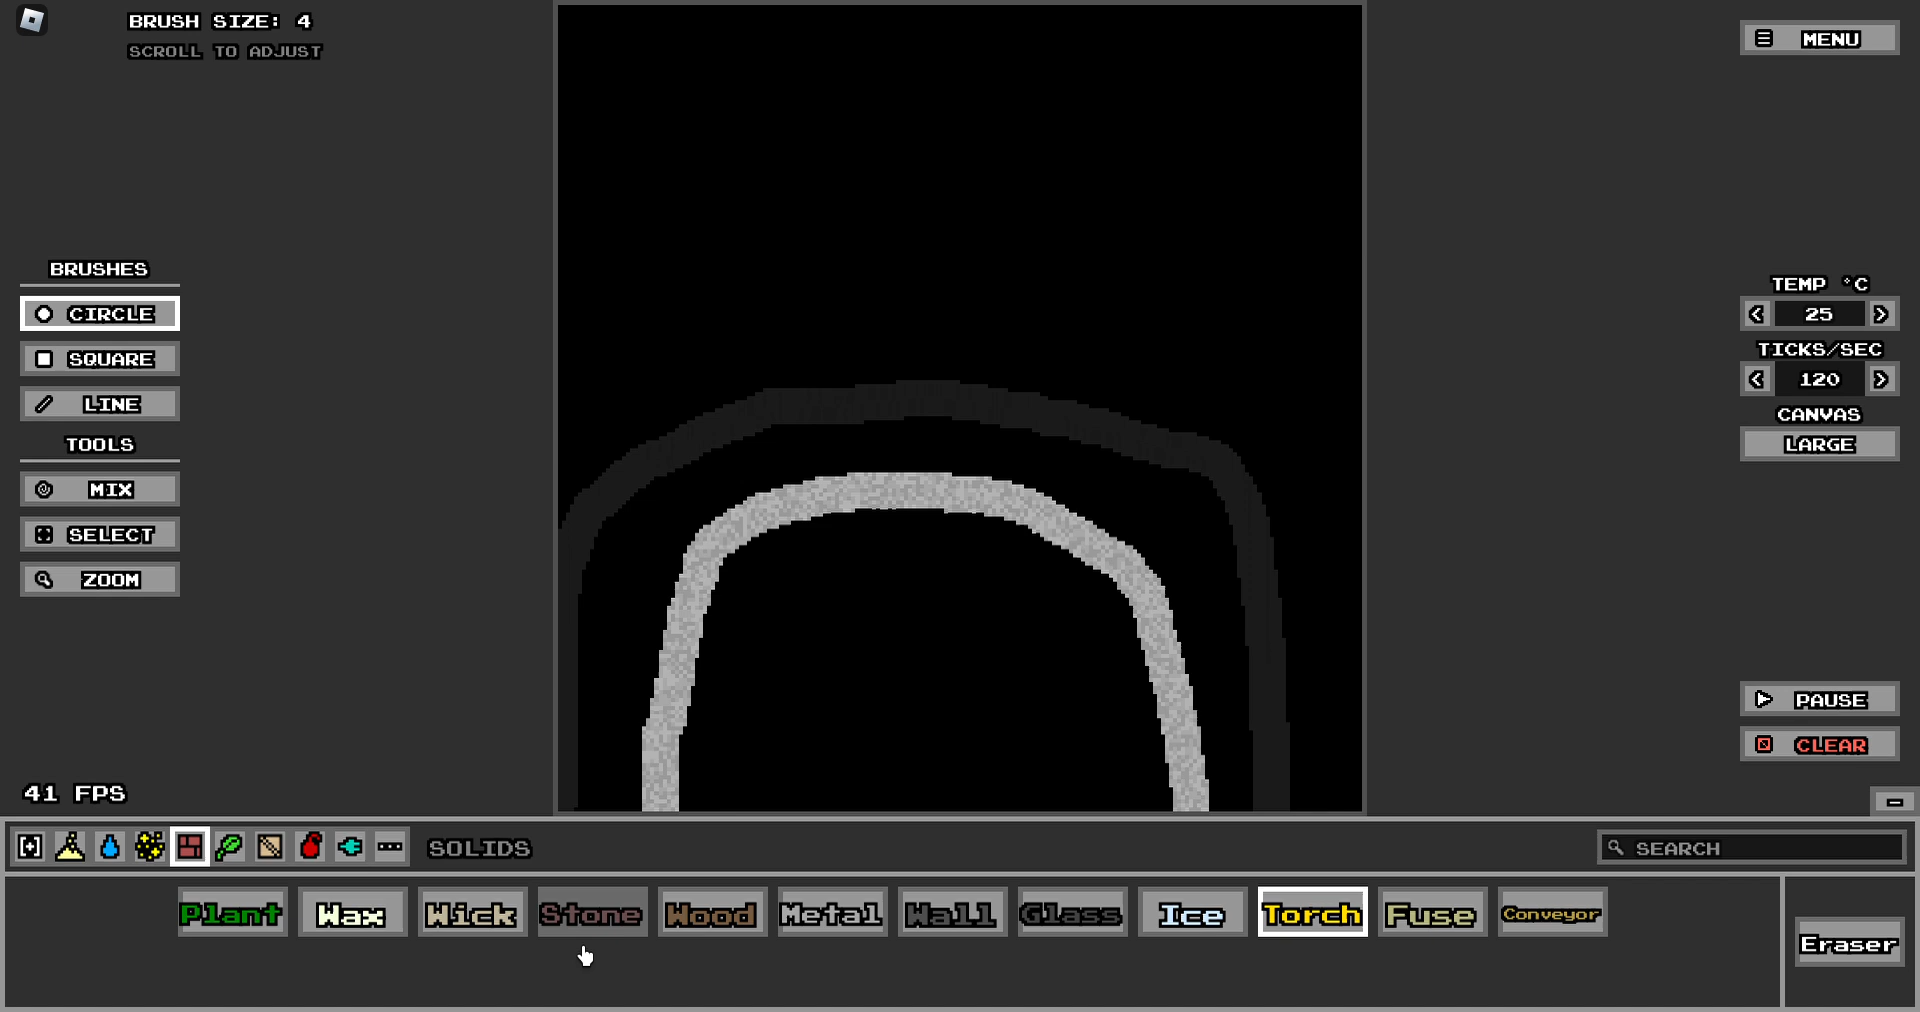 BRUSH SIZE: 4
SCROLL TO ADJUST
MENU
BRUSHES
CIRCLE
SQUARE
LINE
TOOLS
MIX
SELECT
ZOOM
TEMP °C
< 25 >
TICKS/SEC
< 120 >
CANVAS
LARGE
PAUSE
CLEAR
41 FPS
SOLIDS
SEARCH
Plant Wax Wick Stone Wood Metal Wall Glass Ice Torch Fuse Conveyor
Eraser